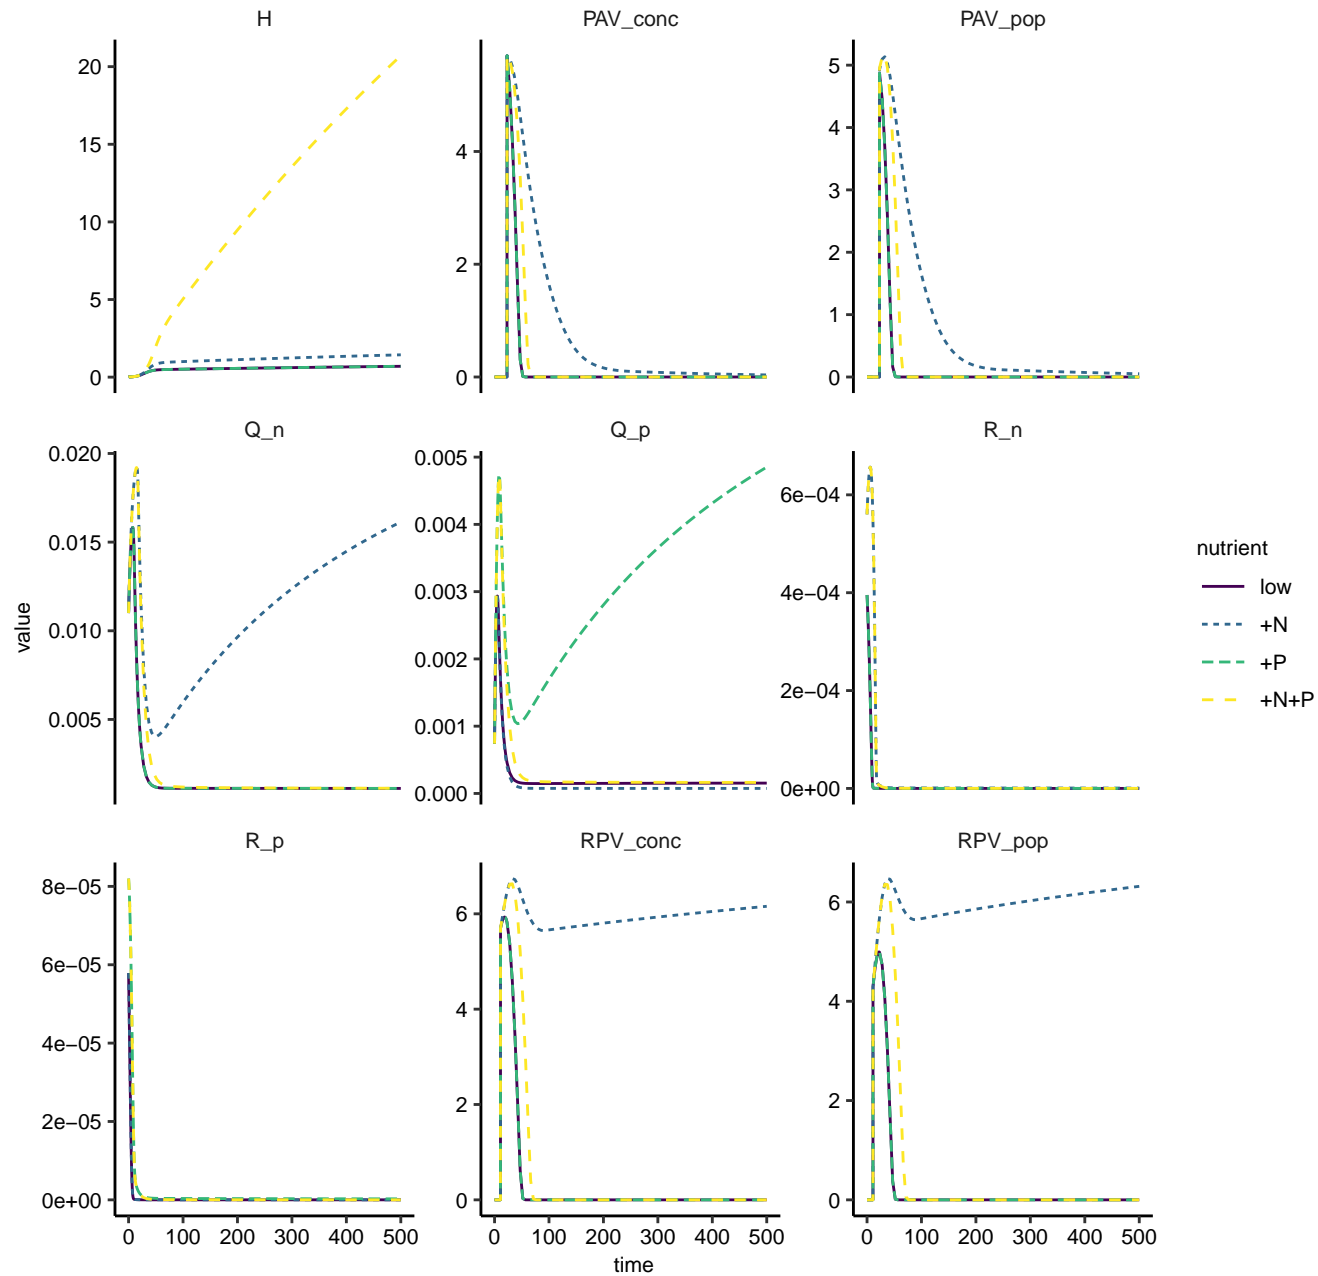 H
PAV_conc
PAV_pop
20
15
10
5
0
4
2
0
5
4
3
2
1
0
Q_n
Q_p
R_n
0.020
0.015
0.010
0.005
0.005
0.004
0.003
0.002
0.001
0.000
6e−04
4e−04
2e−04
0e+00
R_p
RPV_conc
RPV_pop
8e−05
6e−05
4e−05
2e−05
0e+00
6
4
2
0
6
4
2
0
0 100 200 300 400 500
0 100 200 300 400 500
0 100 200 300 400 500
time
value
nutrient
low
+N
+P
+N+P